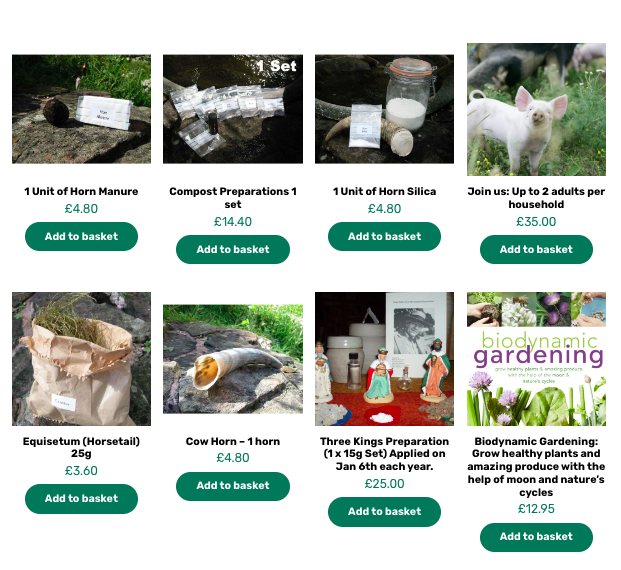 1 Set
Horn
Manure
1 Unit of Horn Manure
£4.80
Add to basket
Compost Preparations 1
set
£14.40
Add to basket
1 Unit of Horn Silica
£4.80
Add to basket
Join us: Up to 2 adults per
household
£35.00
Add to basket
Equisetum (Horsetail)
25g
£3.60
Add to basket
Cow Horn – 1 horn
£4.80
Add to basket
Three Kings Preparation
(1 x 15g Set) Applied on
Jan 6th each year.
£25.00
Add to basket
biodynamic
gardening
grow healthy plants & amazing produce
with the help of the moon &
nature's cycles
Biodynamic Gardening:
Grow healthy plants and
amazing produce with the
help of moon and nature's
cycles
£12.95
Add to basket